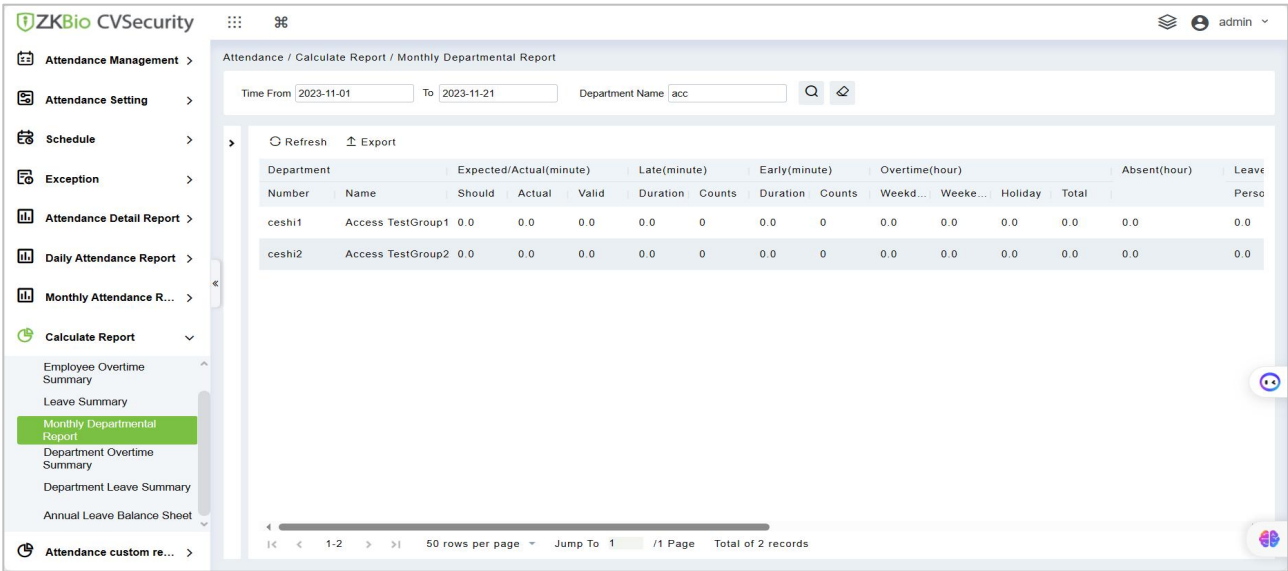 ZKBio CVSecurity
admin
Attendance Management
Attendance Setting
Schedule
Exception
Attendance Detail Report
Daily Attendance Report
Monthly Attendance R...
Calculate Report
Employee Overtime
Summary
Leave Summary
Monthly Departmental
Report
Department Overtime
Summary
Department Leave Summary
Annual Leave Balance Sheet
Attendance custom re...
Attendance / Calculate Report / Monthly Departmental Report
Time From 2023-11-01 To 2023-11-21 Department Name acc
Refresh Export
Department Expected/Actual(minute) Late(minute) Early(minute) Overtime(hour) Absent(hour) Leave
Number Name Should Actual Valid Duration Counts Duration Counts Weekd... Weeke... Holiday Total Perso
ceshi1 Access TestGroup1 0.0 0.0 0.0 0.0 0 0.0 0 0.0 0.0 0.0 0.0 0.0 0.0
ceshi2 Access TestGroup2 0.0 0.0 0.0 0.0 0 0.0 0 0.0 0.0 0.0 0.0 0.0 0.0
|< < 1-2 > >| 50 rows per page Jump To 1 /1 Page Total of 2 records